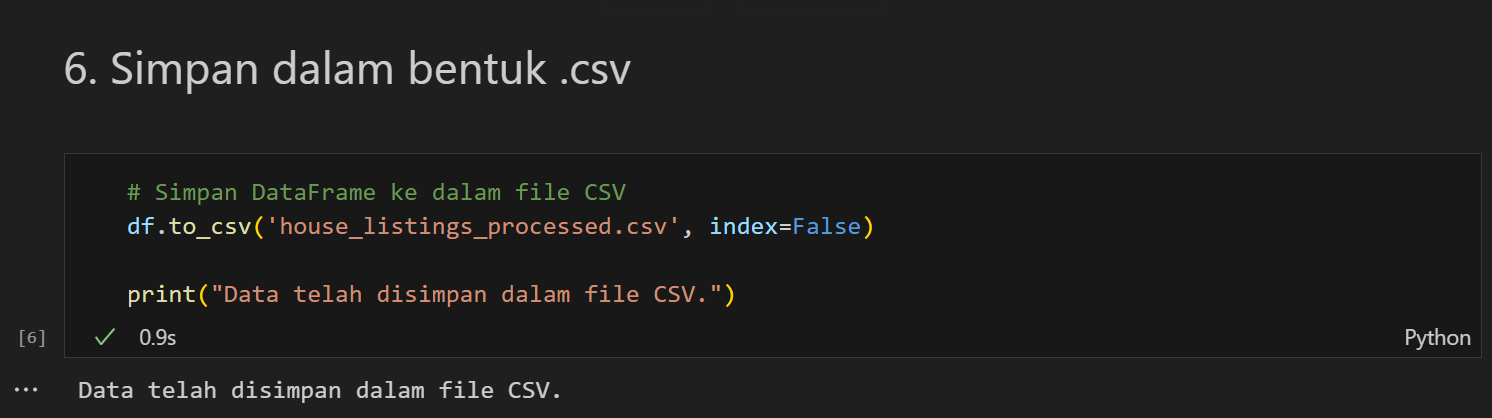 6. Simpan dalam bentuk .csv
# Simpan DataFrame ke dalam file CSV
df.to_csv('house_listings_processed.csv', index=False)
print("Data telah disimpan dalam file CSV.")
[6] ✓ 0.9s Python
... Data telah disimpan dalam file CSV.